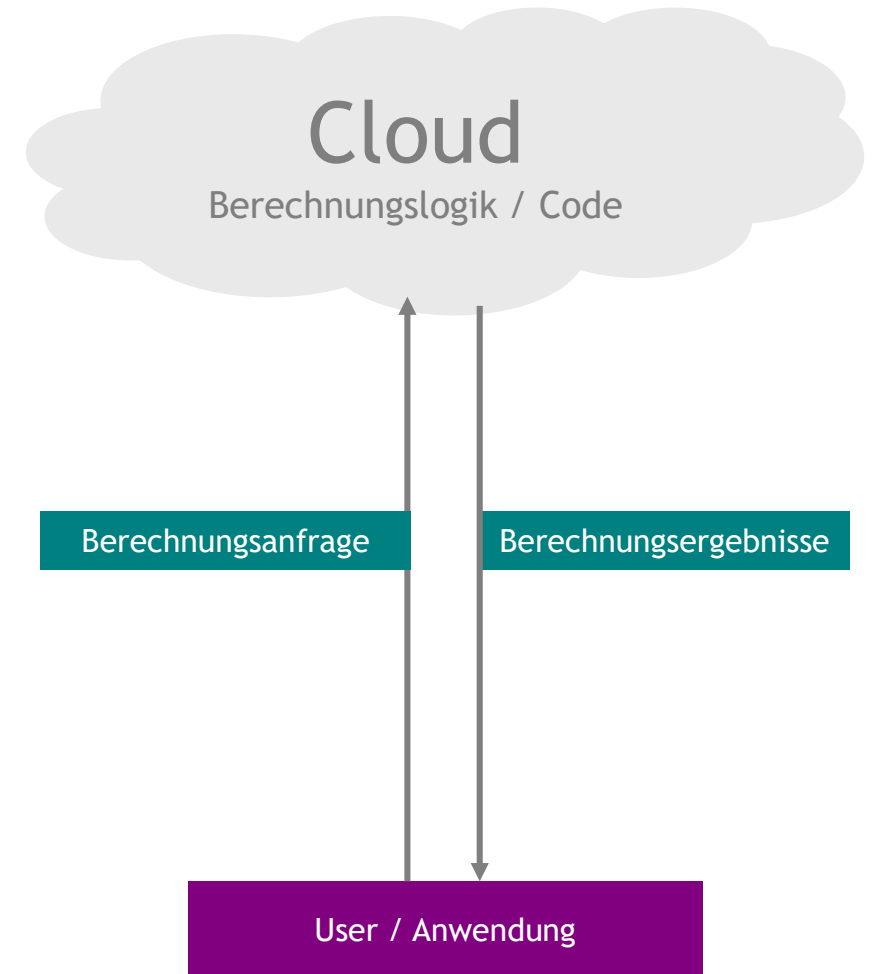 Cloud
Berechnungslogik / Code
Berechnungsanfrage
Berechnungsergebnisse
User / Anwendung